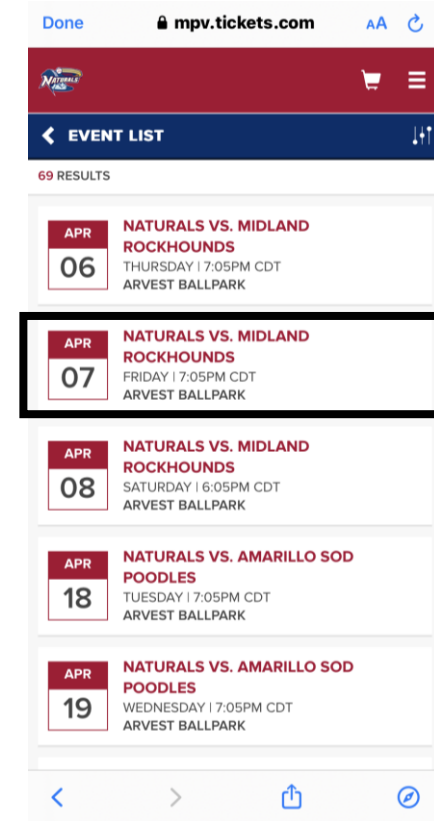 Done mpv.tickets.com AA
NATURALS
EVENT LIST
69 RESULTS
APR
06
NATURALS VS. MIDLAND
ROCKHOUNDS
THURSDAY | 7:05PM CDT
ARVEST BALLPARK
APR
07
NATURALS VS. MIDLAND
ROCKHOUNDS
FRIDAY | 7:05PM CDT
ARVEST BALLPARK
APR
08
NATURALS VS. MIDLAND
ROCKHOUNDS
SATURDAY | 6:05PM CDT
ARVEST BALLPARK
APR
18
NATURALS VS. AMARILLO SOD
POODLES
TUESDAY | 7:05PM CDT
ARVEST BALLPARK
APR
19
NATURALS VS. AMARILLO SOD
POODLES
WEDNESDAY | 7:05PM CDT
ARVEST BALLPARK